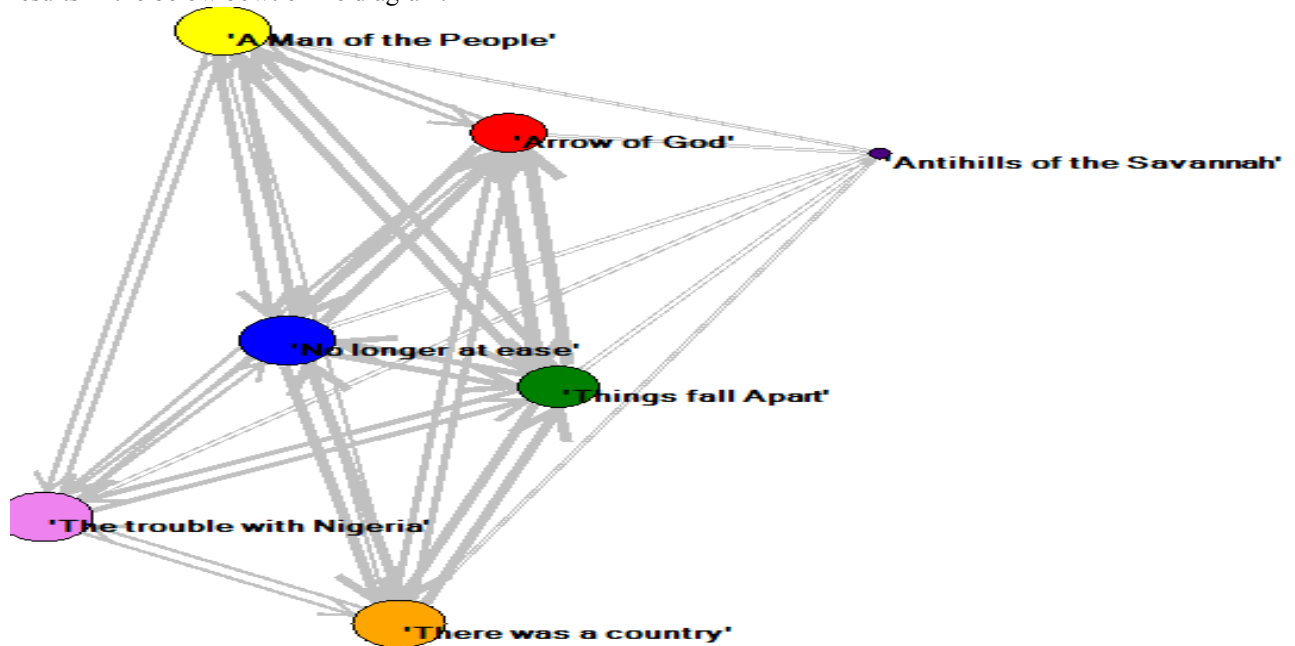 'A Man of the People'
'Arrow of God'
'Antihills of the Savannah'
'No longer at ease'
'Things fall Apart'
'The trouble with Nigeria'
'There was a country'